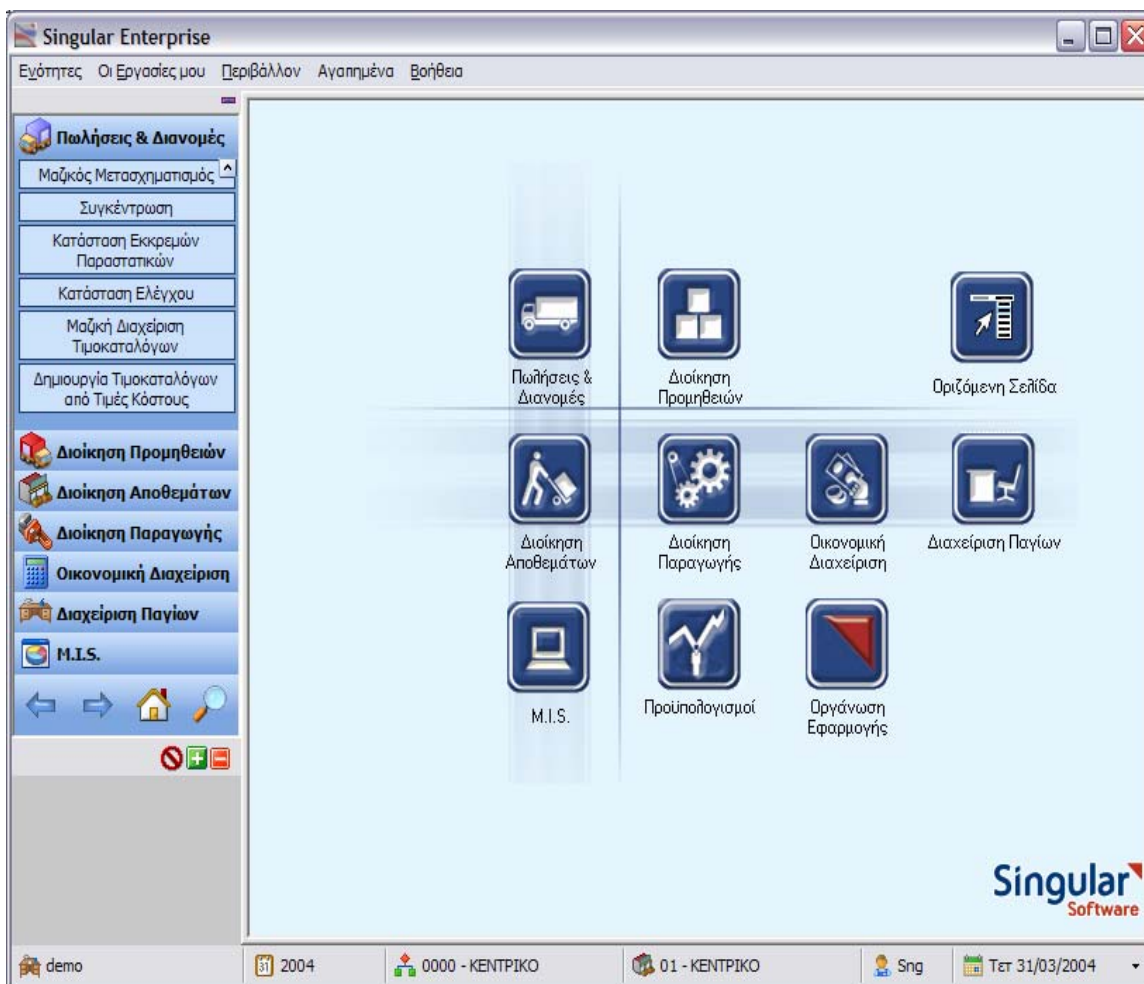 Singular Enterprise
Ενότητες Οι Εργασίες μου Περιβάλλον Αγαπημένα Βοήθεια
Πωλήσεις & Διανομές
Μαζικός Μετασχηματισμός
Συγκέντρωση
Κατάσταση Εκκρεμών
Παραστατικών
Κατάσταση Ελέγχου
Μαζική Διαχείριση
Τιμοκαταλόγων
Δημιουργία Τιμοκαταλόγων
από Τιμές Κόστους
Διοίκηση Προμηθειών
Διοίκηση Αποθεμάτων
Διοίκηση Παραγωγής
Οικονομική Διαχείριση
Διαχείριση Παγίων
M.I.S.
Πωλήσεις &
Διανομές
Διοίκηση
Προμηθειών
Οριζόμενη Σελίδα
Διοίκηση
Αποθεμάτων
Διοίκηση
Παραγωγής
Οικονομική
Διαχείριση
Διαχείριση Παγίων
M.I.S.
Προϋπολογισμοί
Οργάνωση
Εφαρμογής
Singular
Software
demo
31 2004
0000 - ΚΕΝΤΡΙΚΟ
01 - ΚΕΝΤΡΙΚΟ
Sng
Τετ 31/03/2004